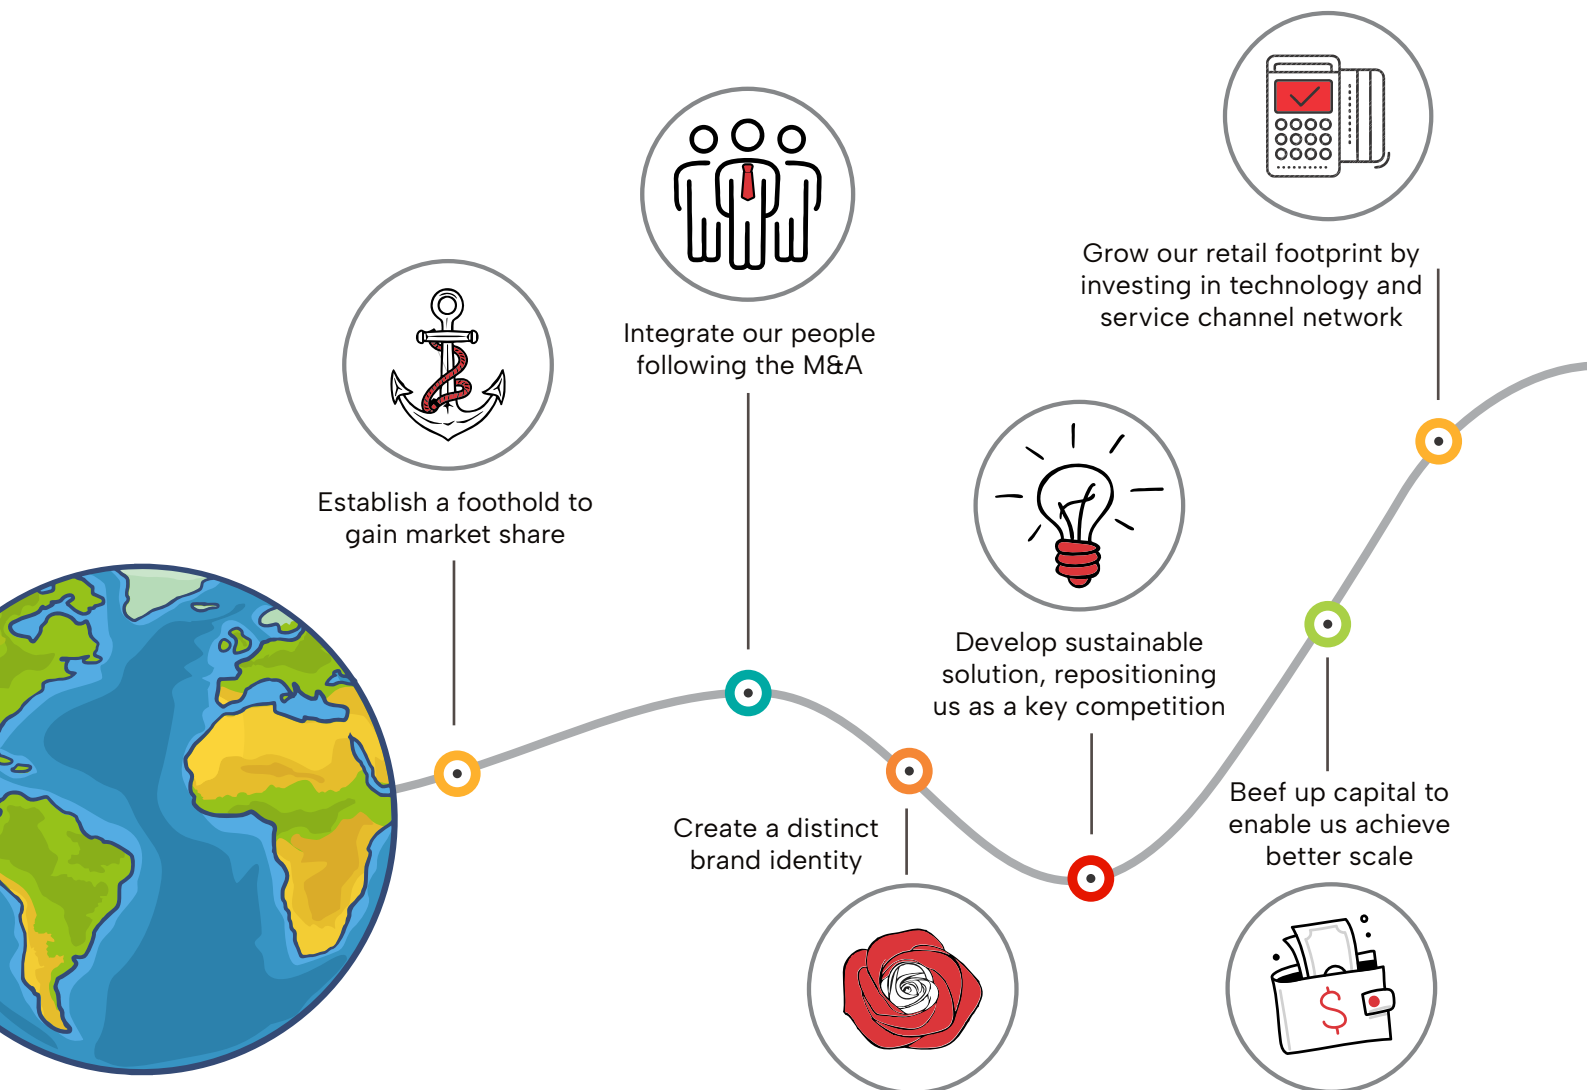 Establish a foothold to
gain market share
Integrate our people
following the M&A
Create a distinct
brand identity
Develop sustainable
solution, repositioning
us as a key competition
Beef up capital to
enable us achieve
better scale
Grow our retail footprint by
investing in technology and
service channel network
$